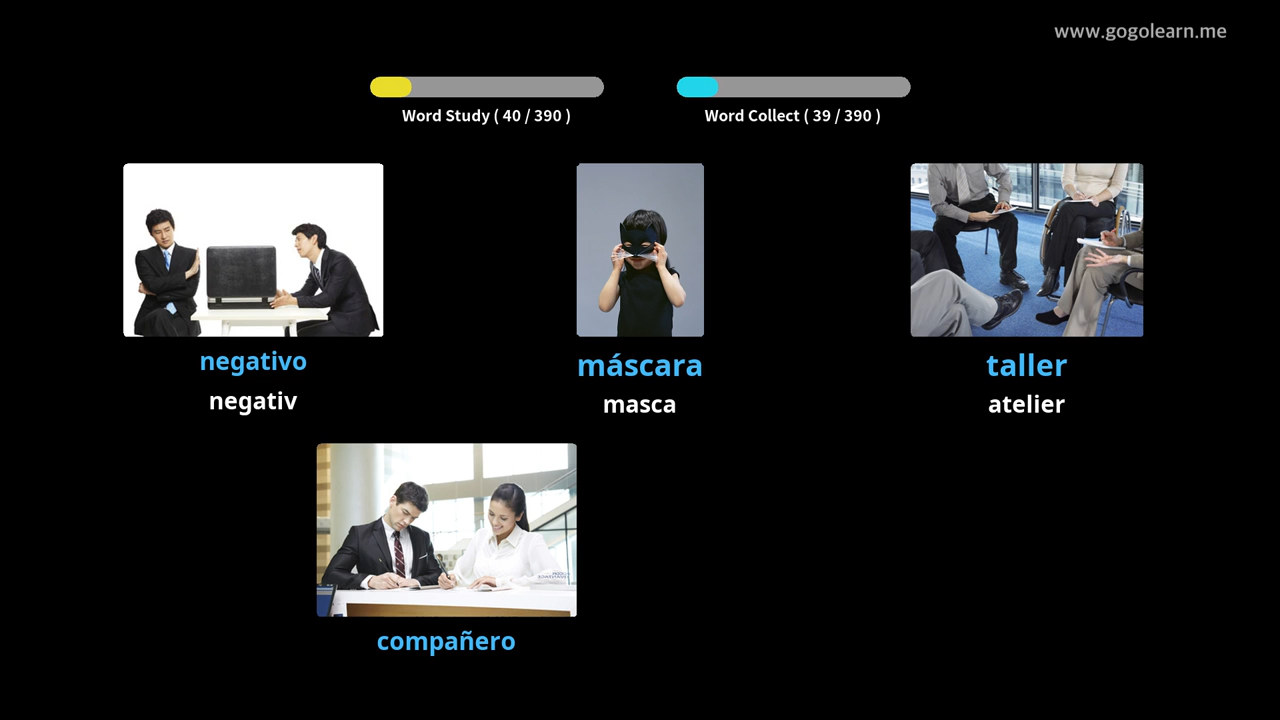 www.gogolearn.me
Word Study ( 40 / 390 )
Word Collect ( 39 / 390 )
negativo
negativ
máscara
masca
taller
atelier
compañero